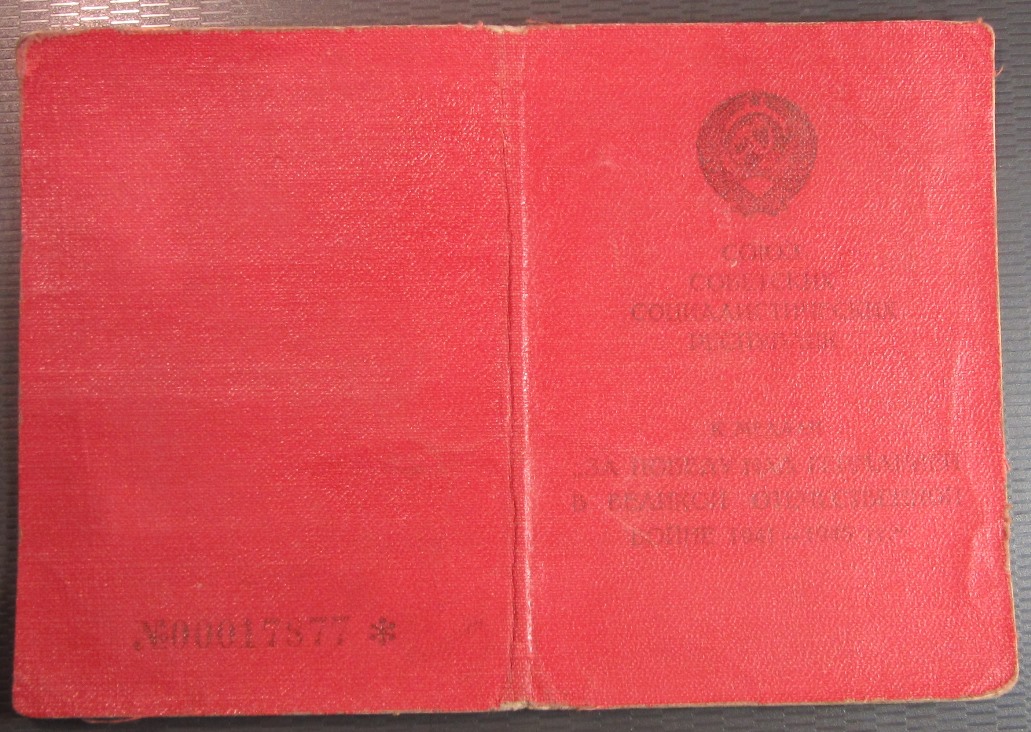 №00017877 *
СОЮЗ
СОВЕТСКИХ
СОЦИАЛИСТИЧЕСКИХ
РЕСПУБЛИК
К МЕДАЛИ
„ЗА ПОБЕДУ НАД ГЕРМАНИЕЙ
В ВЕЛИКОЙ ОТЕЧЕСТВЕННОЙ
ВОЙНЕ 1941—1945 гг."